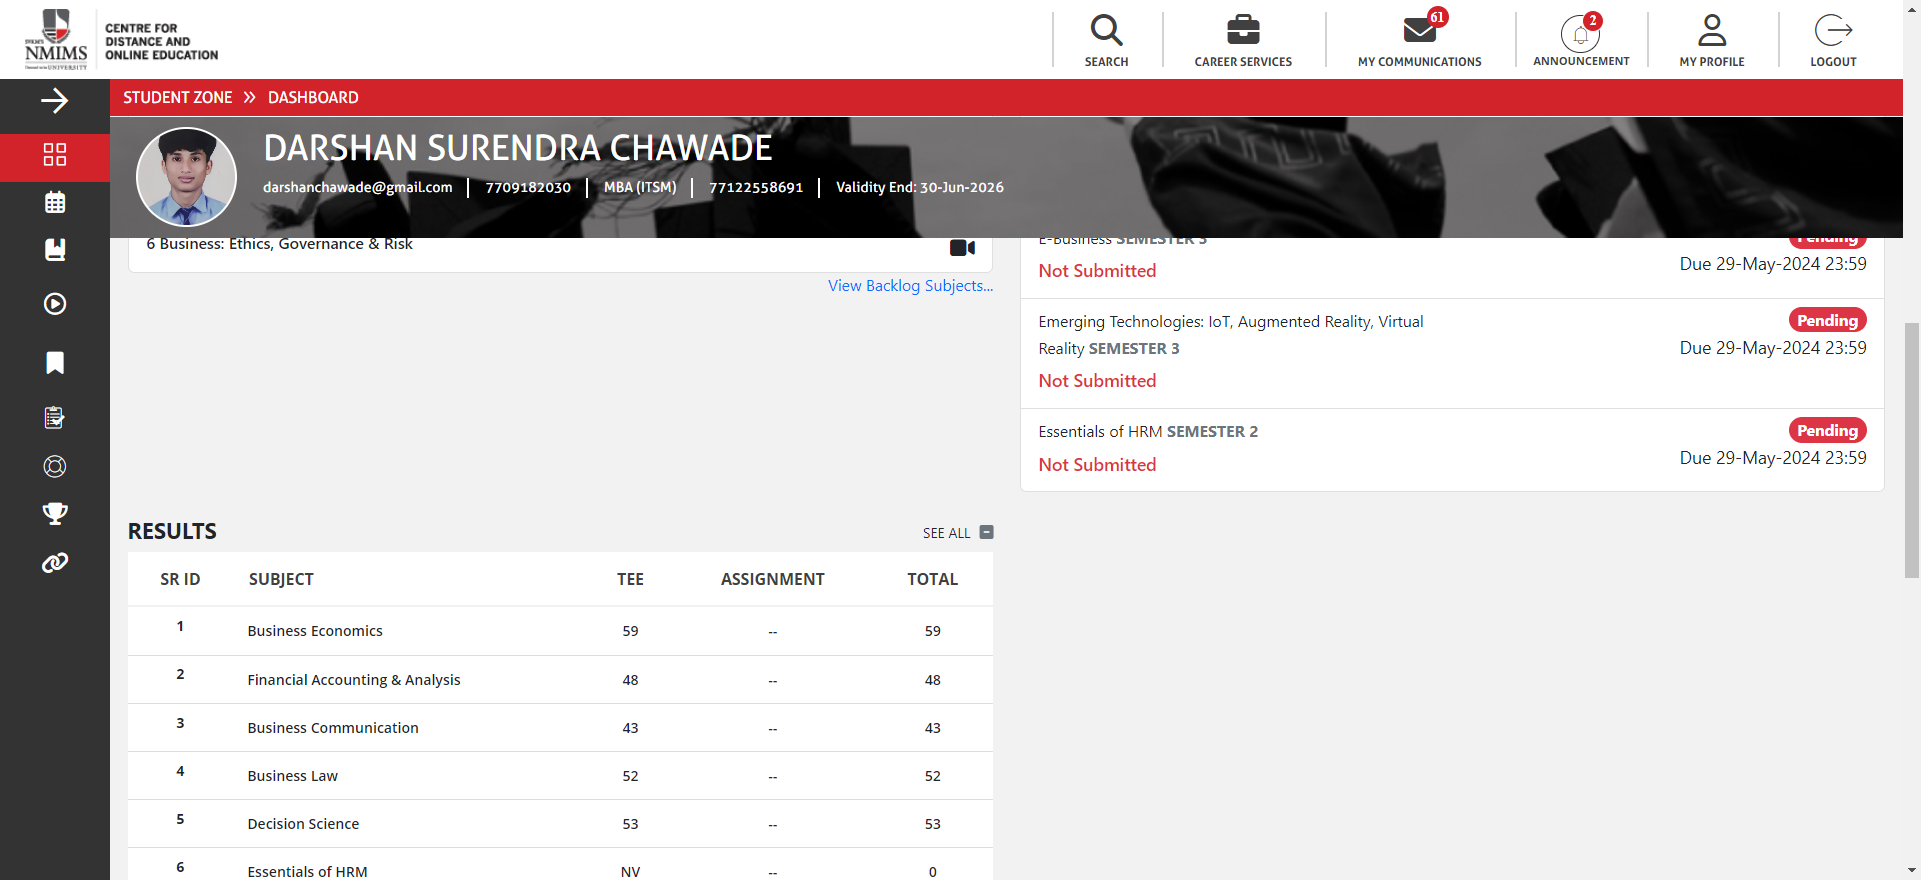 SVKM'S
NMIMS
CENTRE FOR
DISTANCE AND
ONLINE EDUCATION
SEARCH
CAREER SERVICES
61
MY COMMUNICATIONS
2
ANNOUNCEMENT
MY PROFILE
LOGOUT
STUDENT ZONE » DASHBOARD
DARSHAN SURENDRA CHAWADE
darshanchawade@gmail.com | 7709182030 | MBA (ITSM) | 77122558691 | Validity End: 30-Jun-2026
6 Business: Ethics, Governance & Risk
View Backlog Subjects...
E-Business SEMESTER 3
Pending
Not Submitted
Due 29-May-2024 23:59
Emerging Technologies: IoT, Augmented Reality, Virtual
Reality SEMESTER 3
Pending
Due 29-May-2024 23:59
Not Submitted
Essentials of HRM SEMESTER 2
Pending
Due 29-May-2024 23:59
Not Submitted
RESULTS
SEE ALL
SR ID SUBJECT TEE ASSIGNMENT TOTAL
1 Business Economics 59 -- 59
2 Financial Accounting & Analysis 48 -- 48
3 Business Communication 43 -- 43
4 Business Law 52 -- 52
5 Decision Science 53 -- 53
6 Essentials of HRM NV -- 0